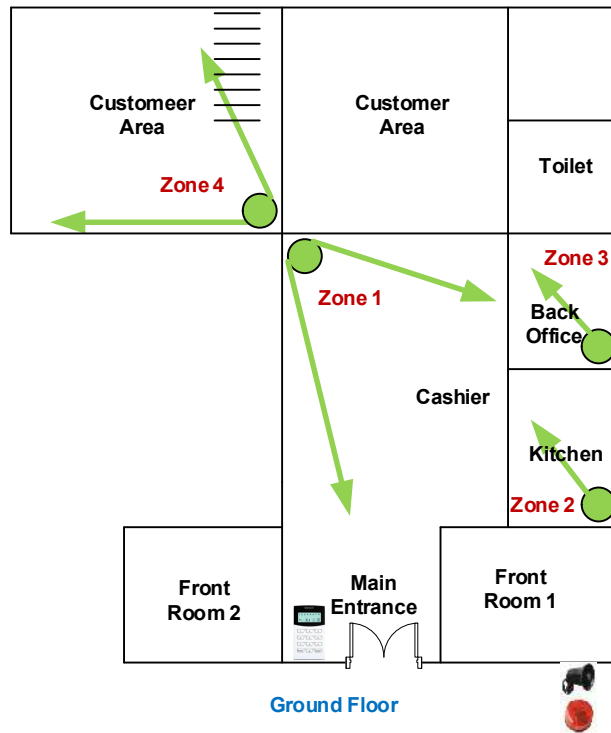 Customeer
Area
Customer
Area
Toilet
Zone 4
Zone 3
Zone 1
Back
Office
Cashier
Kitchen
Zone 2
Front
Room 2
Main
Entrance
Front
Room 1
Ground Floor